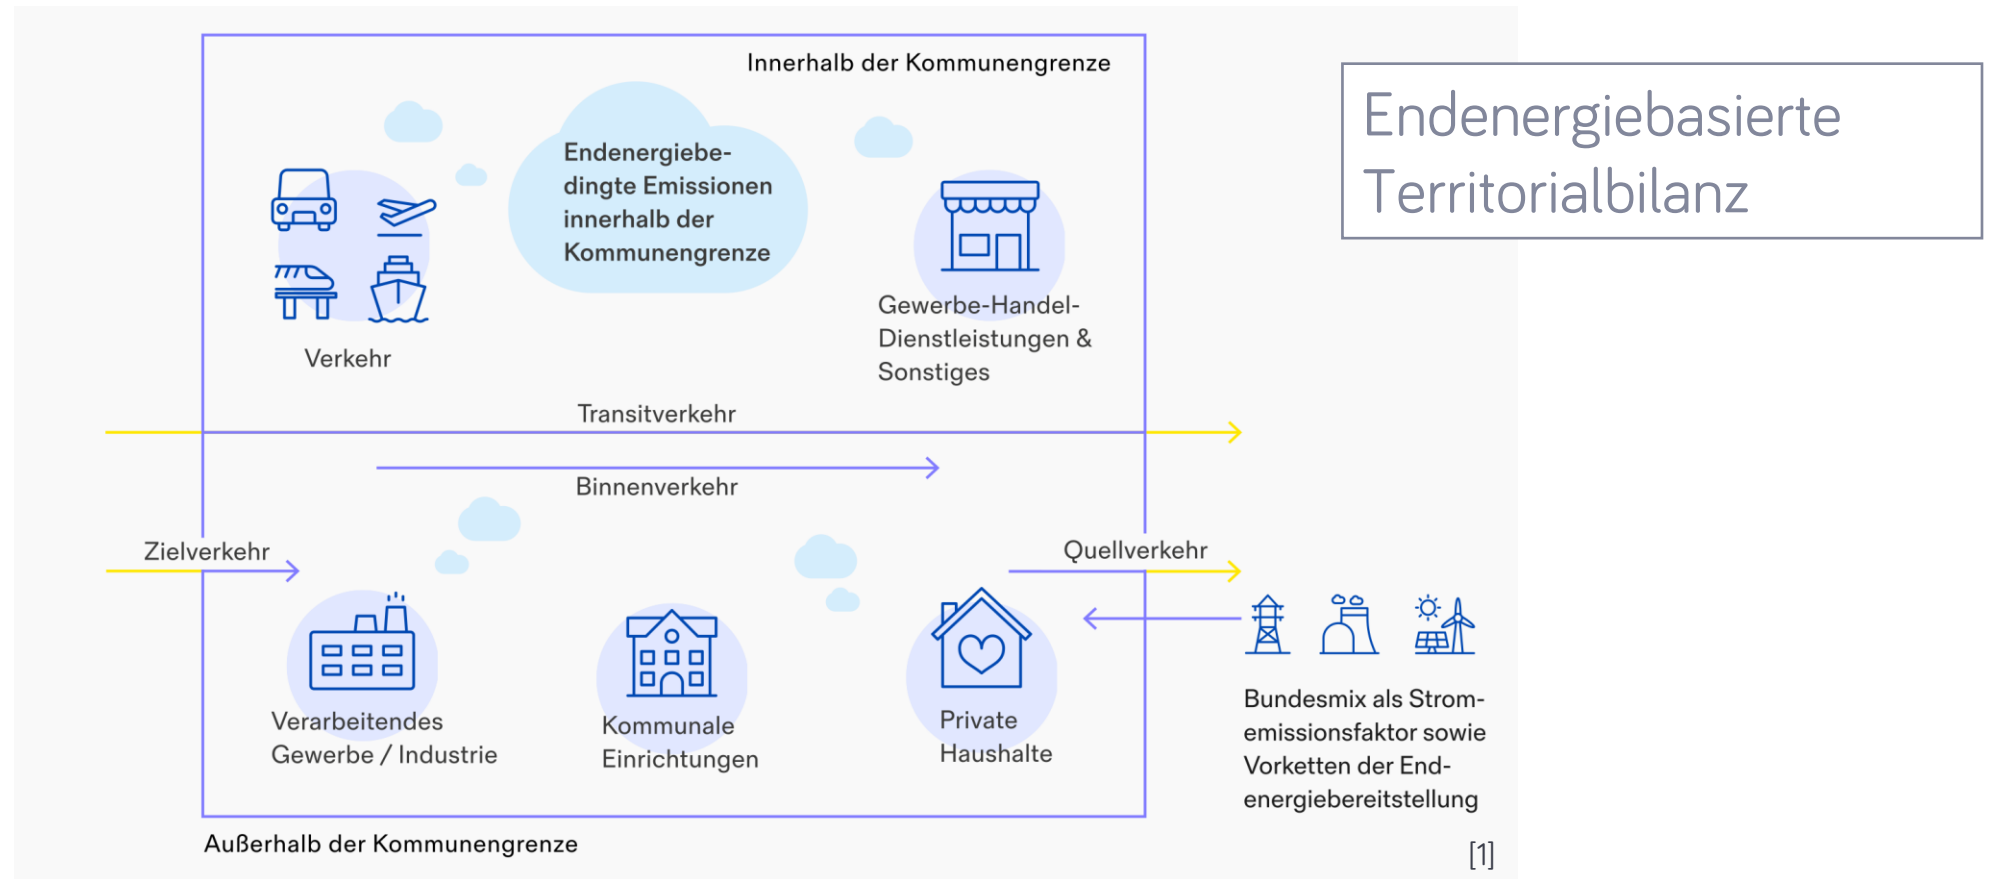 Innerhalb der Kommunengrenze
Endenergiebasierte
Territorialbilanz
Endenergiebe-
dingte Emissionen
innerhalb der
Kommunengrenze
Verkehr
Gewerbe-Handel-
Dienstleistungen &
Sonstiges
Transitverkehr
Binnenverkehr
Zielverkehr
Quellverkehr
Verarbeitendes
Gewerbe / Industrie
Kommunale
Einrichtungen
Private
Haushalte
Bundesmix als Strom-
emissionsfaktor sowie
Vorketten der End-
energiebereitstellung
Außerhalb der Kommunengrenze
[1]